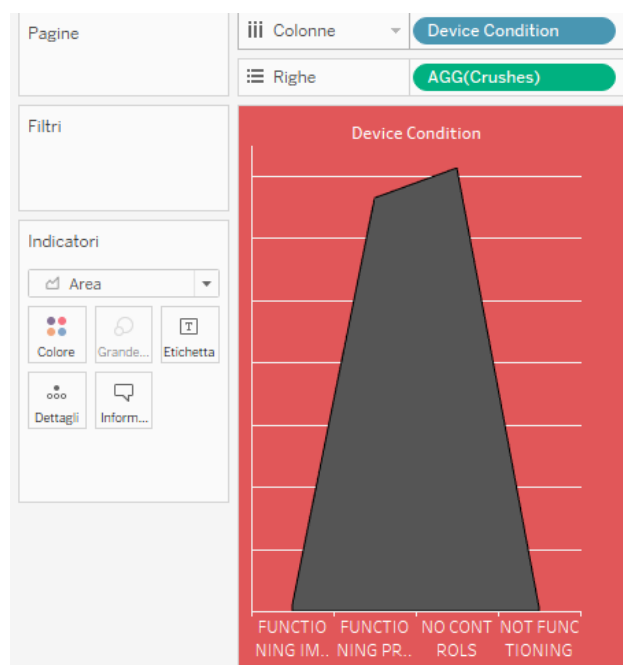 Pagine
Colonne
Device Condition
Righe
AGG(Crushes)
Filtri
Device Condition
Indicatori
Area
Colore
Grande...
T
Etichetta
Dettagli
Inform...
FUNCTIO
NING IM..
FUNCTIO
NING PR..
NO CONT
ROLS
NOT FUNC
TIONING